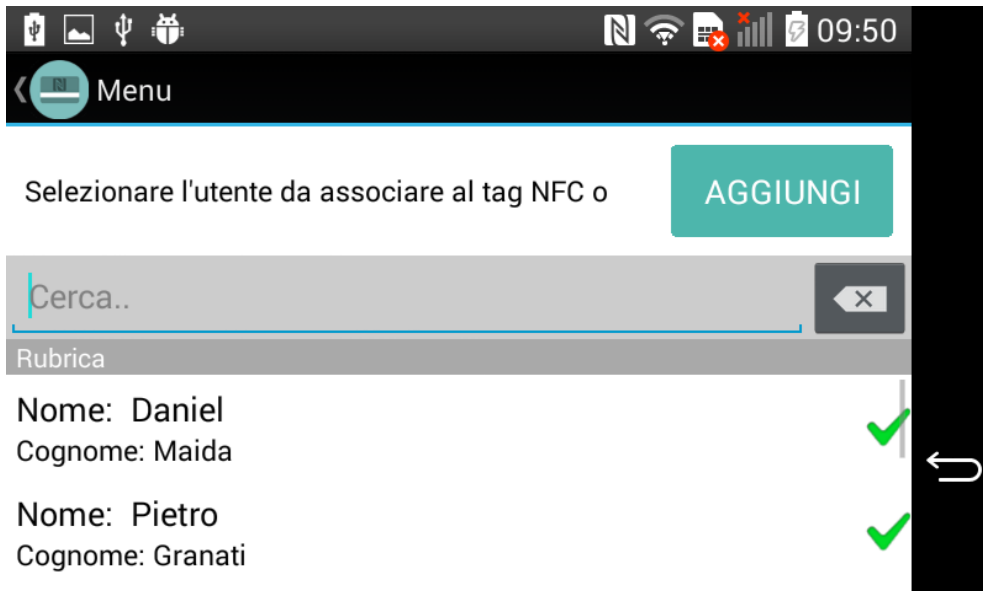 09:50
Menu
Selezionare l'utente da associare al tag NFC o
AGGIUNGI
Cerca..
Rubrica
Nome: Daniel
Cognome: Maida
Nome: Pietro
Cognome: Granati